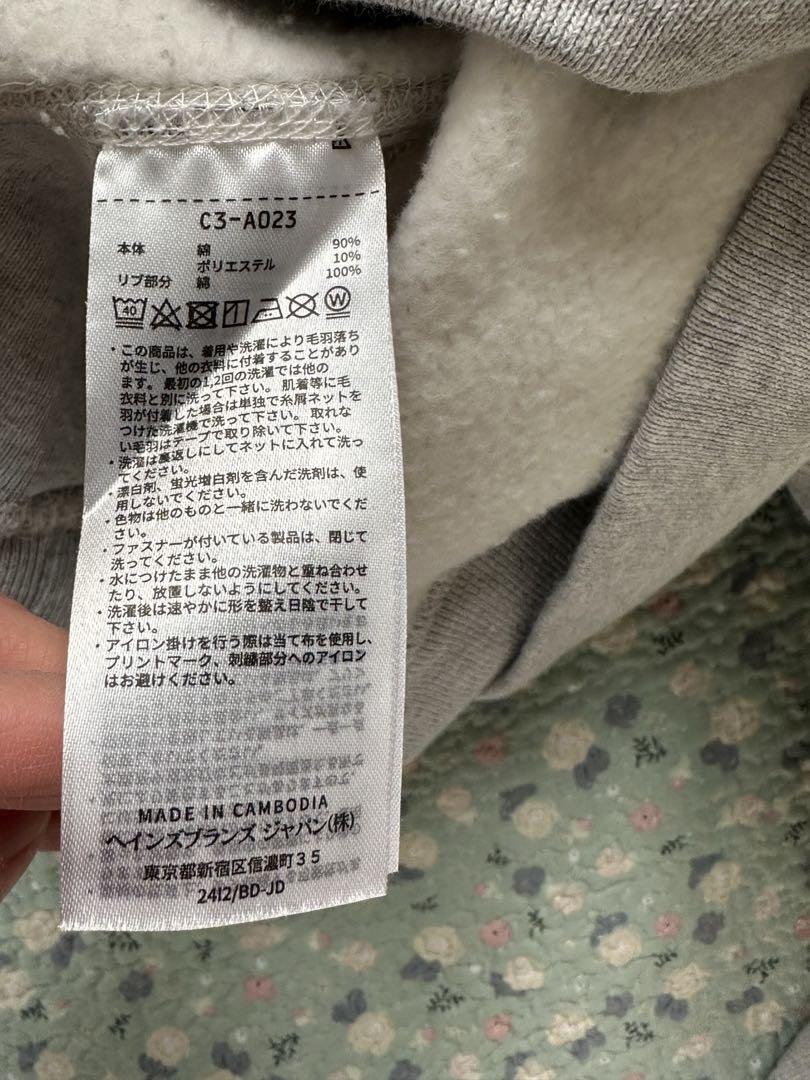 C3-A023
本体 綿 90%
ポリエステル 10%
リブ部分 綿 100%
40 W
・この商品は、着用や洗濯により毛羽落ち
が生じ、他の衣料に付着することがあり
ます。最初の1,2回の洗濯では他の
衣料と別に洗って下さい。肌着等に毛
羽が付着した場合は単独で糸屑ネットを
つけた洗濯機で洗って下さい。取れな
い毛羽はテープで取り除いて下さい。
・洗濯は裏返しにしてネットに入れて洗っ
てください。
・漂白剤、蛍光増白剤を含んだ洗剤は、使
用しないでください。
・色物は他のものと一緒に洗わないでくだ
さい。
・ファスナーが付いている製品は、閉じて
洗ってください。
・水につけたまま他の洗濯物と重ね合わせ
たり、放置しないようにしてください。
・洗濯後は速やかに形を整え日陰で干して
下さい。
・アイロン掛けを行う際は当て布を使用し、
プリントマーク、刺繍部分へのアイロン
はお避けください。
MADE IN CAMBODIA
ヘインズブランズ ジャパン(株)
東京都新宿区信濃町35
2412/BD-JD